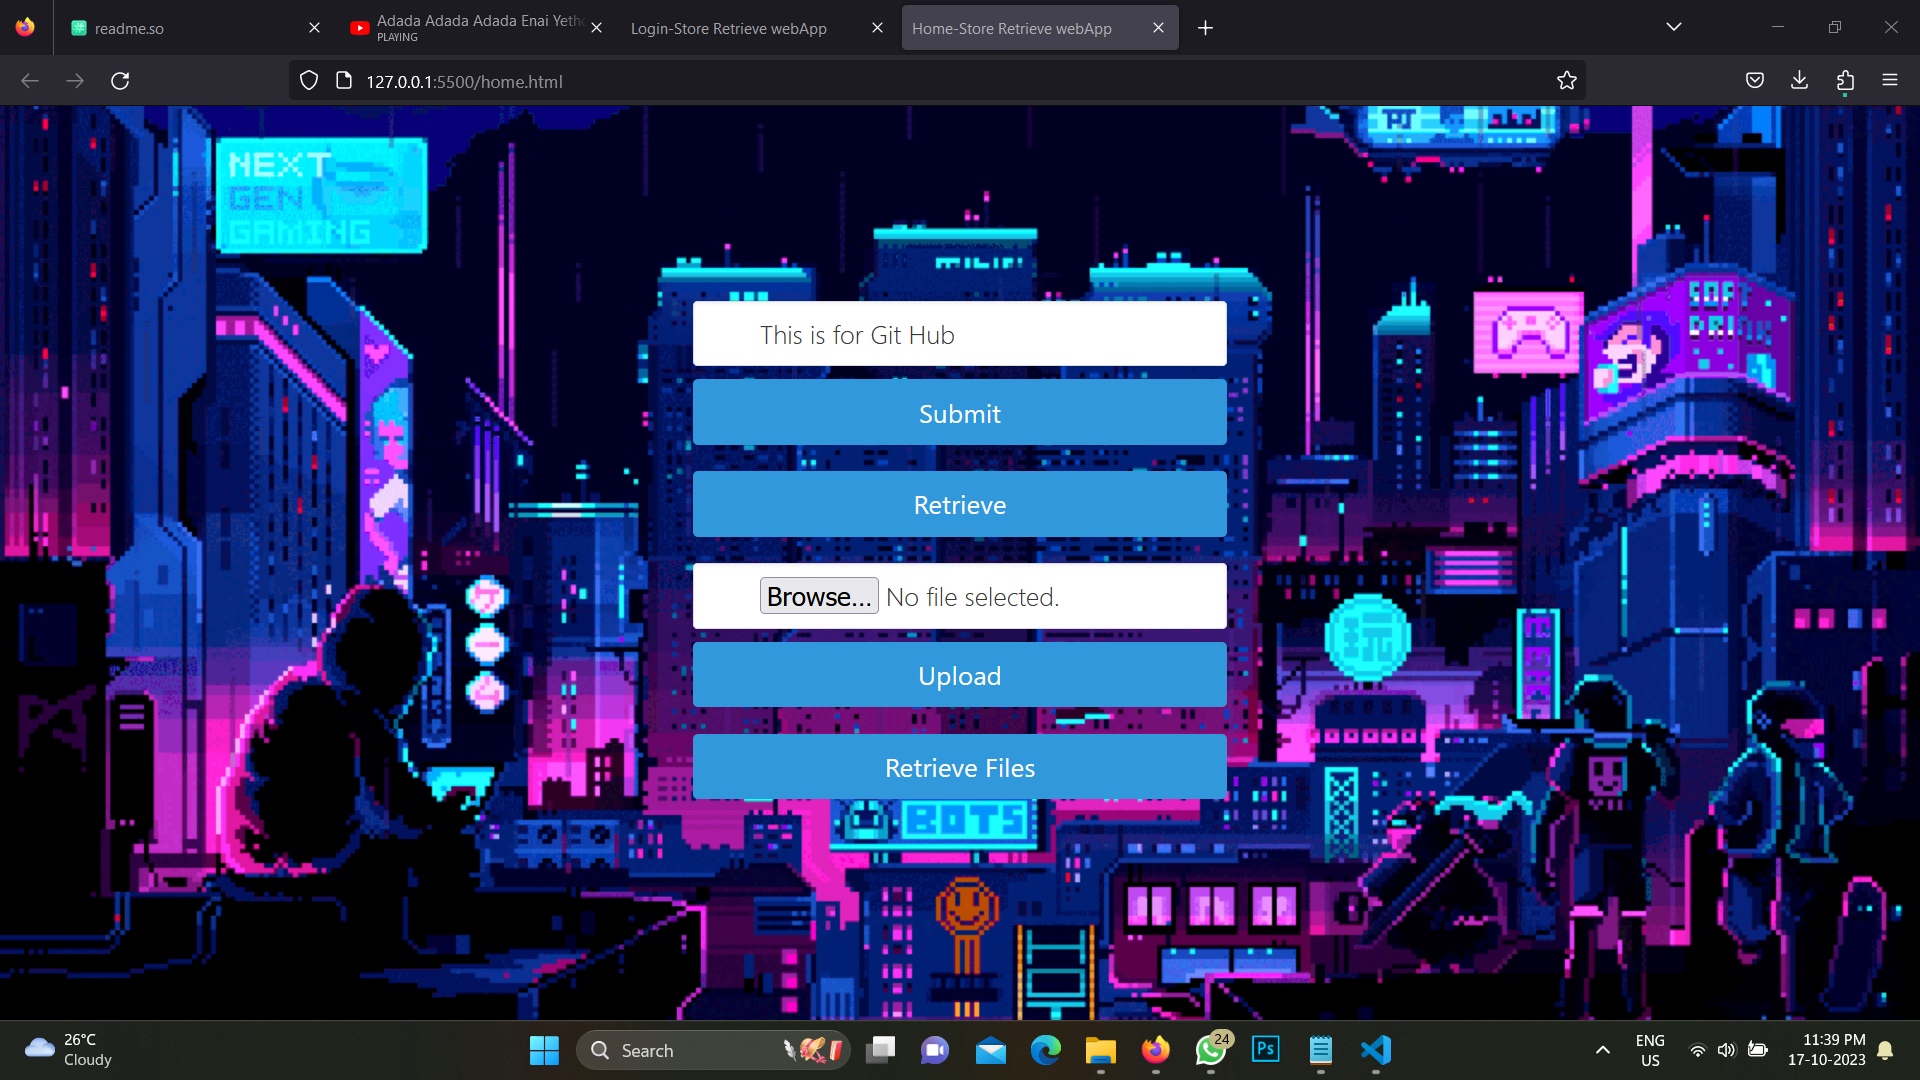 readme.so
Adada Adada Adada Enai Yeth
PLAYING
Login-Store Retrieve webApp
Home-Store Retrieve webApp
127.0.0.1:5500/home.html
NEXT
GEN
GAMING
This is for Git Hub
Submit
Retrieve
Browse... No file selected.
Upload
Retrieve Files
BOTS
玩
26°C
Cloudy
Search
24
Ps
ENG
US
11:39 PM
17-10-2023